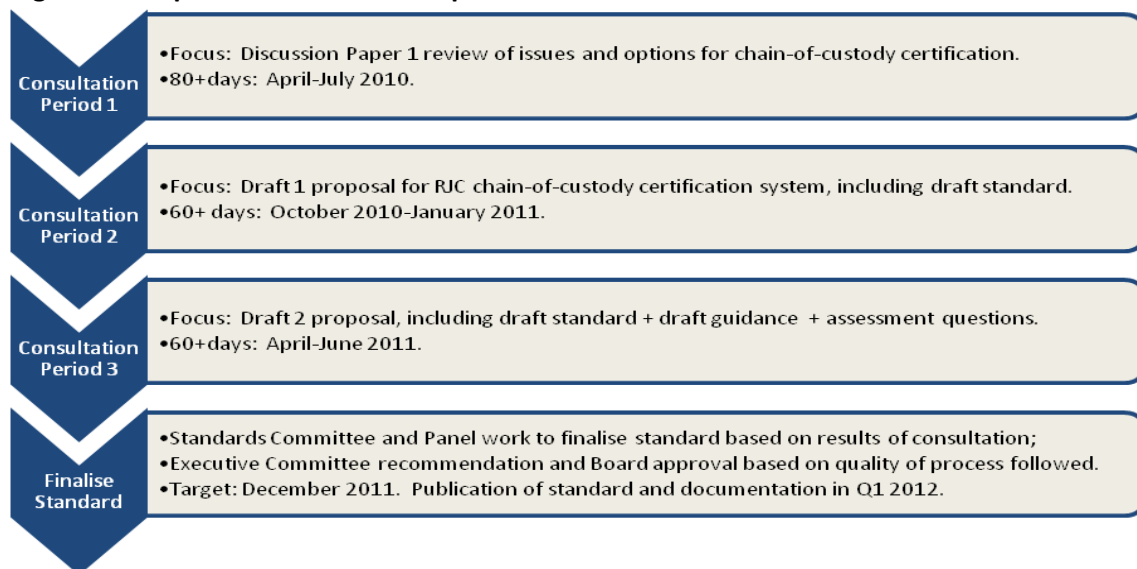 Consultation
Period 1
•Focus: Discussion Paper 1 review of issues and options for chain-of-custody certification.
•80+days: April-July 2010.
Consultation
Period 2
•Focus: Draft 1 proposal for RJC chain-of-custody certification system, including draft standard.
•60+ days: October 2010-January 2011.
Consultation
Period 3
•Focus: Draft 2 proposal, including draft standard + draft guidance + assessment questions.
•60+days: April-June 2011.
Finalise
Standard
•Standards Committee and Panel work to finalise standard based on results of consultation;
•Executive Committee recommendation and Board approval based on quality of process followed.
•Target: December 2011. Publication of standard and documentation in Q1 2012.